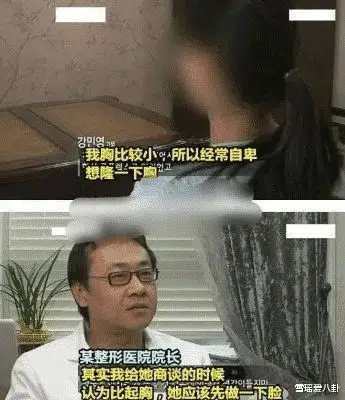 강민영
我胸比较小 所以经常自卑
想隆一下胸
某整形医院院长
其实我给她商谈的时候
认为比起胸，她应该先做一下脸
雪瑶爱八卦